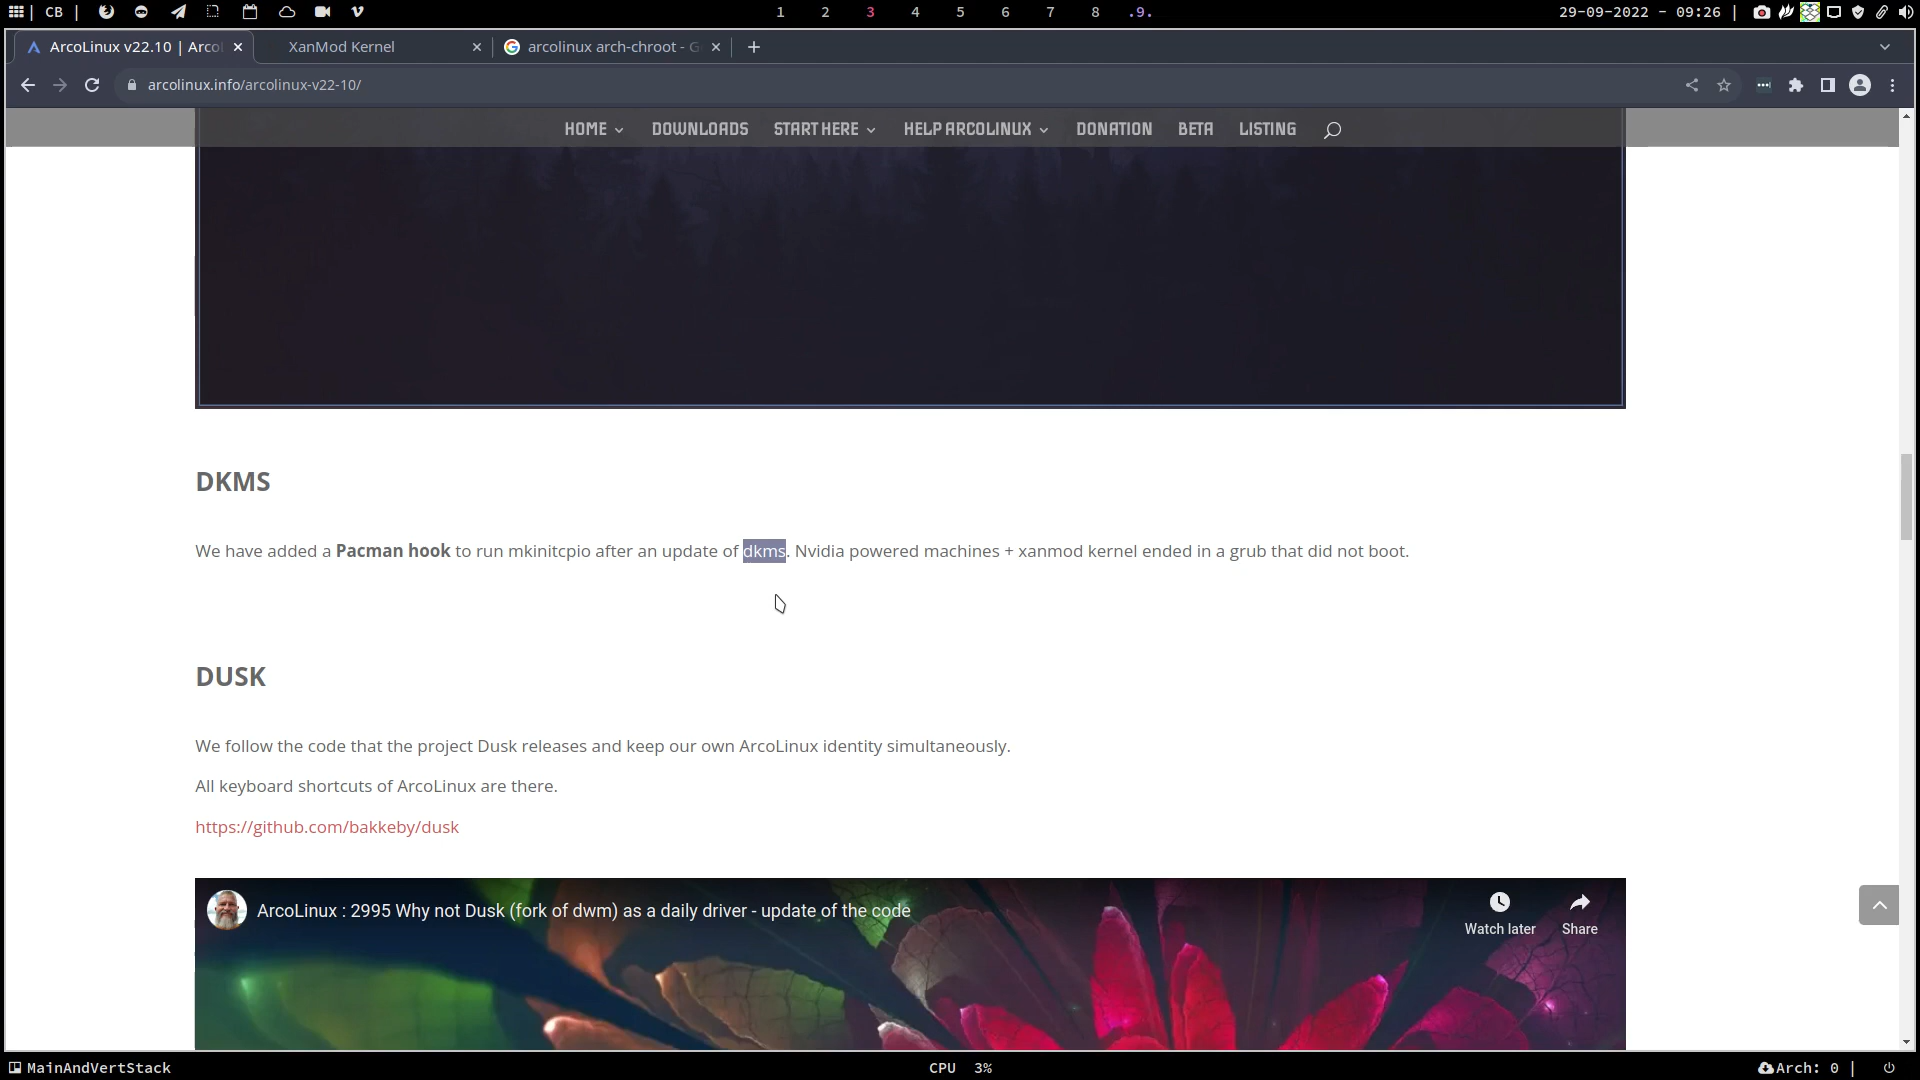 CB
1 2 3 4 5 6 7 8 .9.
29-09-2022 - 09:26
ArcoLinux v22.10 | Arco
XanMod Kernel
arcolinux arch-chroot - G
arcolinux.info/arcolinux-v22-10/
HOME DOWNLOADS START HERE HELP ARCOLINUX DONATION BETA LISTING
DKMS
We have added a Pacman hook to run mkinitcpio after an update of dkms. Nvidia powered machines + xanmod kernel ended in a grub that did not boot.
DUSK
We follow the code that the project Dusk releases and keep our own ArcoLinux identity simultaneously.
All keyboard shortcuts of ArcoLinux are there.
https://github.com/bakkeby/dusk
ArcoLinux : 2995 Why not Dusk (fork of dwm) as a daily driver - update of the code
Watch later Share
MainAndVertStack
CPU 3%
Arch: 0